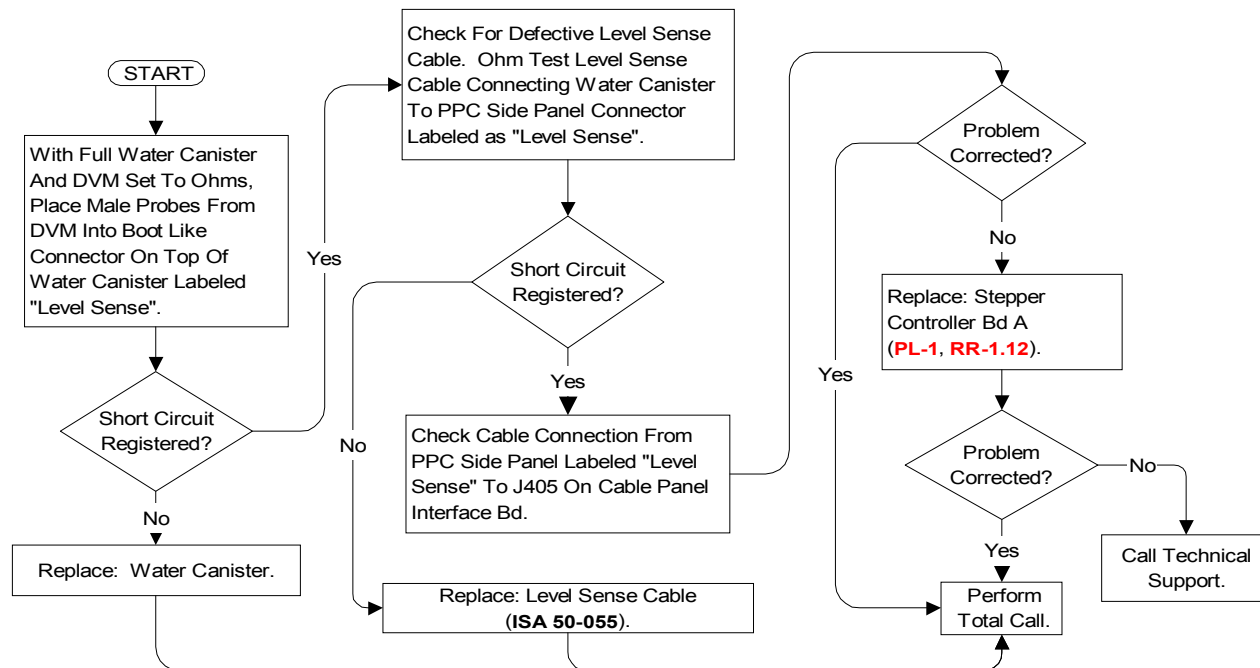 START
With Full Water Canister
And DVM Set To Ohms,
Place Male Probes From
DVM Into Boot Like
Connector On Top Of
Water Canister Labeled
"Level Sense".
Short Circuit
Registered?
Yes
No
Replace:  Water Canister.
Check For Defective Level Sense
Cable.  Ohm Test Level Sense
Cable Connecting Water Canister
To PPC Side Panel Connector
Labeled as "Level Sense".
Short Circuit
Registered?
No
Yes
Check Cable Connection From
PPC Side Panel Labeled "Level
Sense" To J405 On Cable Panel
Interface Bd.
Replace: Level Sense Cable
(ISA 50-055).
Problem
Corrected?
Yes
No
Replace: Stepper
Controller Bd A
(PL-1, RR-1.12).
Problem
Corrected?
No
Yes
Call Technical
Support.
Perform
Total Call.